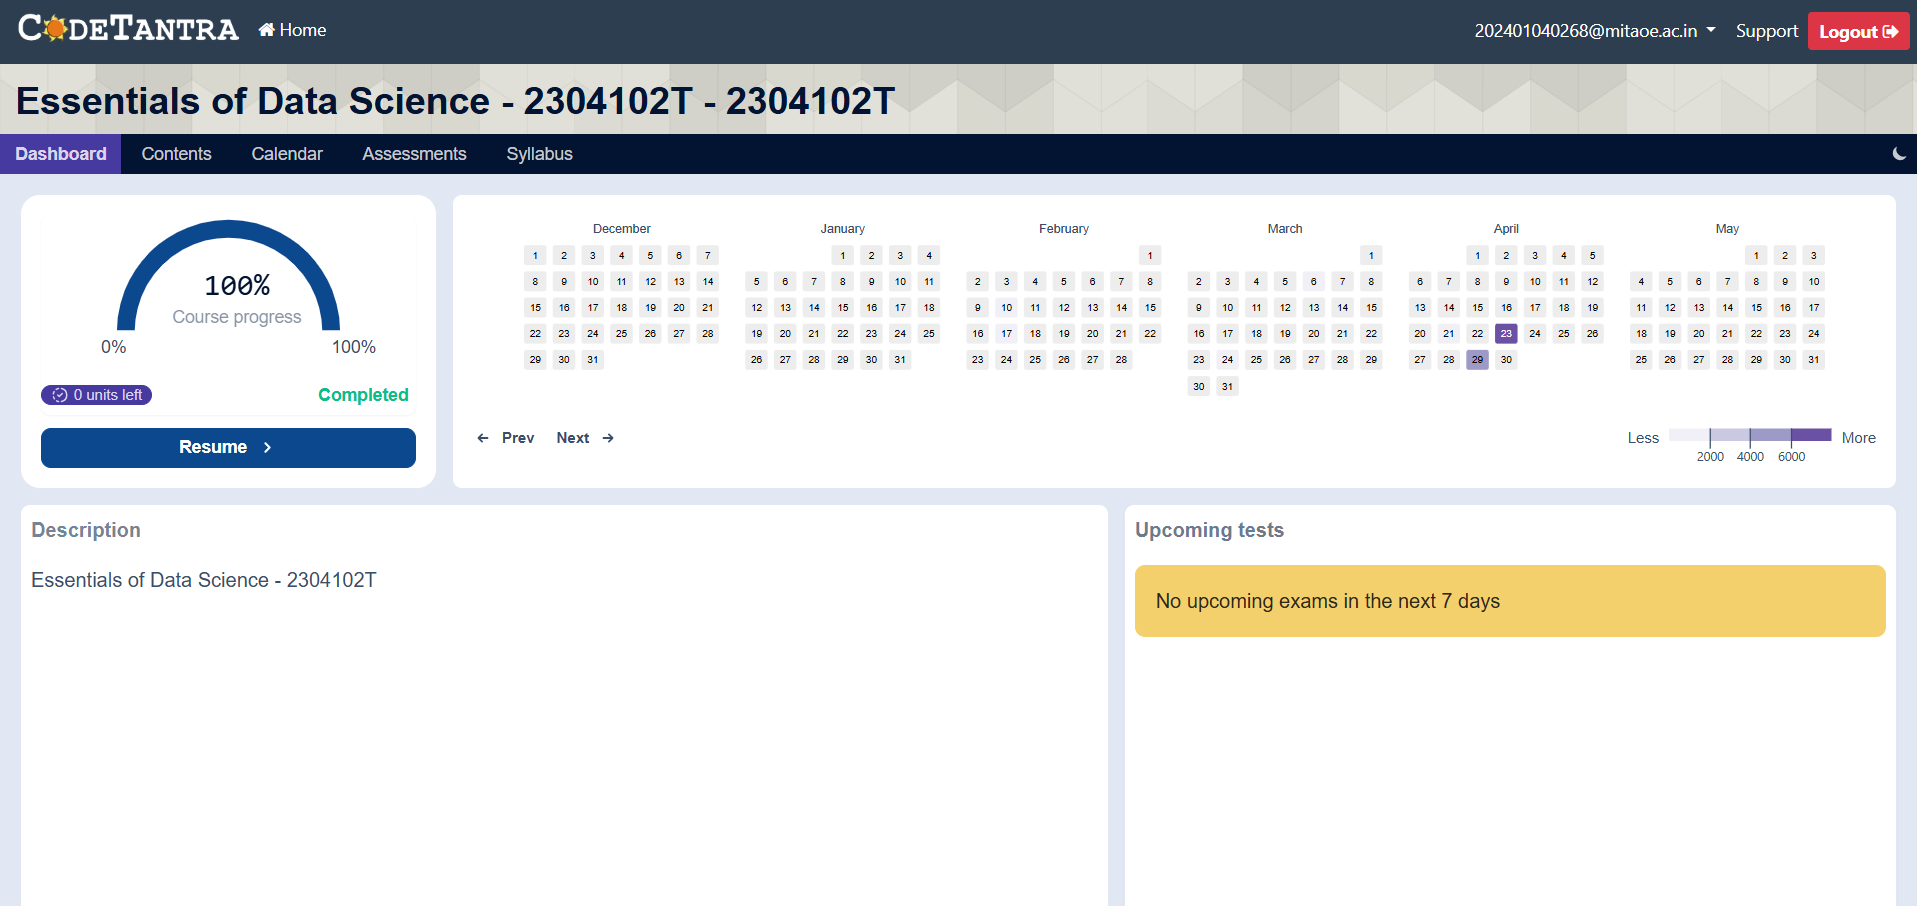 CODETANTRA Home 202401040268@mitaoe.ac.in Support Logout
Essentials of Data Science - 2304102T - 2304102T
Dashboard Contents Calendar Assessments Syllabus
100%
Course progress
0% 100%
0 units left Completed
Resume
December
1 2 3 4 5 6 7
8 9 10 11 12 13 14
15 16 17 18 19 20 21
22 23 24 25 26 27 28
29 30 31
January
1 2 3 4
5 6 7 8 9 10 11
12 13 14 15 16 17 18
19 20 21 22 23 24 25
26 27 28 29 30 31
February
1
2 3 4 5 6 7 8
9 10 11 12 13 14 15
16 17 18 19 20 21 22
23 24 25 26 27 28
March
1
2 3 4 5 6 7 8
9 10 11 12 13 14 15
16 17 18 19 20 21 22
23 24 25 26 27 28 29
30 31
April
1 2 3 4 5
6 7 8 9 10 11 12
13 14 15 16 17 18 19
20 21 22 23 24 25 26
27 28 29 30
May
1 2 3
4 5 6 7 8 9 10
11 12 13 14 15 16 17
18 19 20 21 22 23 24
25 26 27 28 29 30 31
Prev Next
Less More
2000 4000 6000
Description
Essentials of Data Science - 2304102T
Upcoming tests
No upcoming exams in the next 7 days